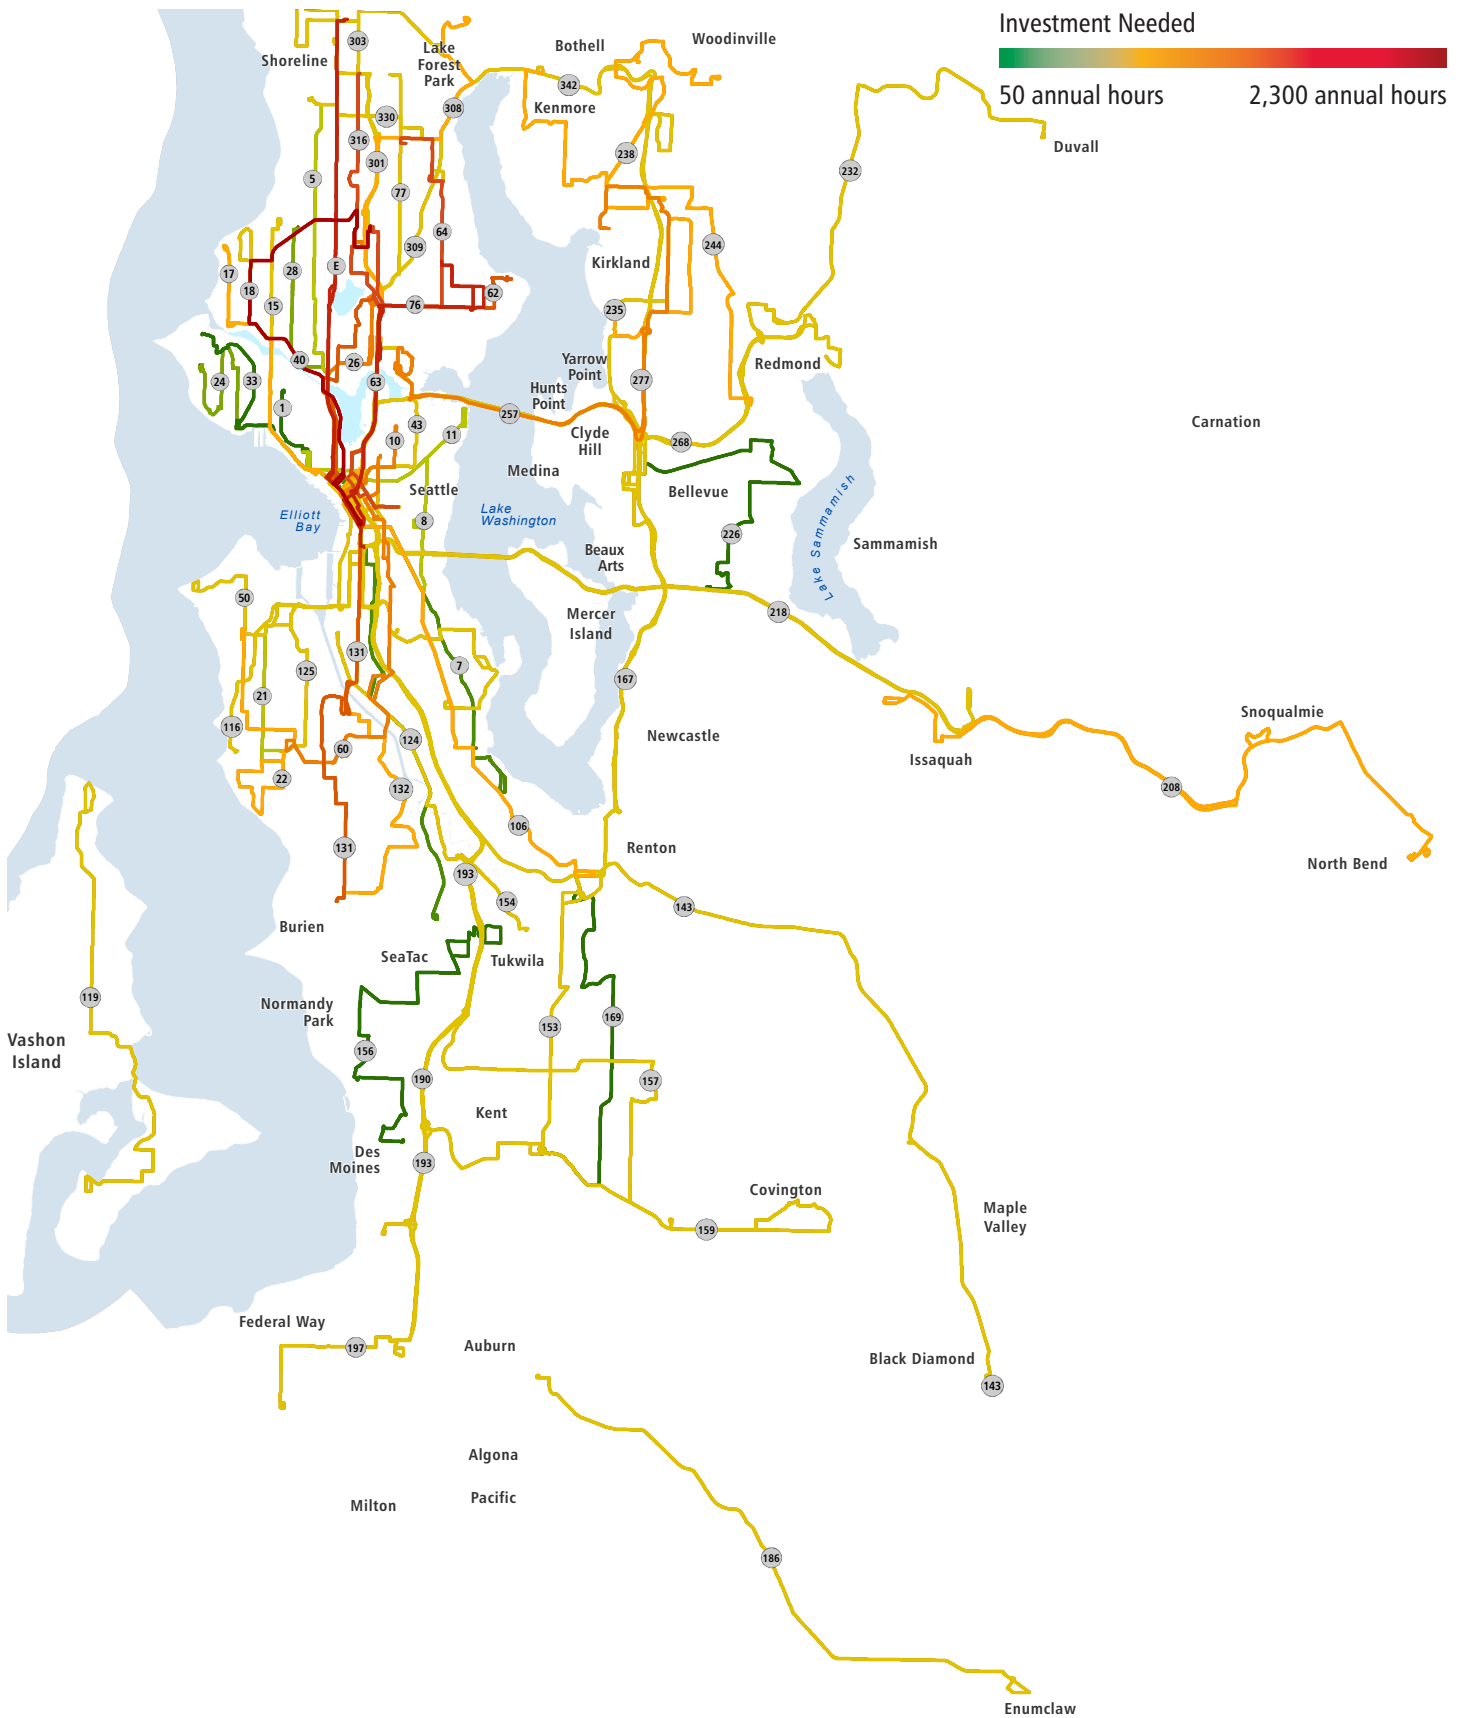 Investment Needed
50 annual hours
2,300 annual hours
303
Shoreline
Lake
Forest
Park
Bothell
Woodinville
342
Kenmore
308
330
316
301
238
Duvall
232
5
77
64
309
244
17
28
E
Kirkland
18
15
76
62
235
40
26
Yarrow
Point
Redmond
24
33
63
277
Hunts
Point
1
257
43
10
11
Clyde
Hill
268
Carnation
Medina
Seattle
Bellevue
Elliott
Bay
Lake
Washington
8
226
Lake Sammamish
Sammamish
Beaux
Arts
50
Mercer
Island
218
131
7
125
167
21
116
Snoqualmie
Newcastle
124
60
Issaquah
22
132
208
106
131
Renton
North Bend
193
154
143
Burien
SeaTac
Tukwila
119
Normandy
Park
153
169
Vashon
Island
156
190
157
Kent
Des
Moines
193
Covington
159
Maple
Valley
Federal Way
197
Auburn
Black Diamond
143
Algona
Pacific
Milton
186
Enumclaw